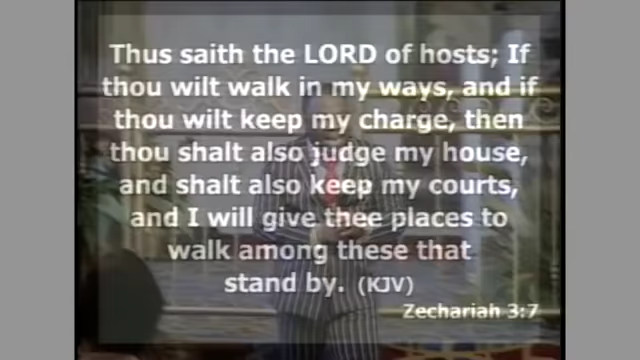 Thus saith the LORD of hosts; If
thou wilt walk in my ways, and if
thou wilt keep my charge, then
thou shalt also judge my house,
and shalt also keep my courts,
and I will give thee places to
walk among these that
stand by. (KJV)
Zechariah 3:7